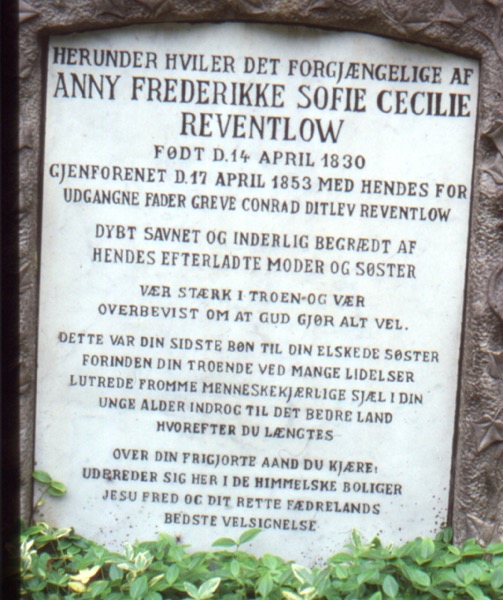 HERUNDER HVILER DET FORGJÆNGELIGE AF
ANNY FREDERIKKE SOFIE CECILIE
REVENTLOW
FØDT D.14 APRIL 1830
GJENFORENET D.17 APRIL 1853 MED HENDES FOR
UDGANGNE FADER GREVE CONRAD DITLEV REVENTLOW
DYBT SAVNET OG INDERLIG BEGRÆDT AF
HENDES EFTERLADTE MODER OG SØSTER
VÆR STÆRK I TROEN-OG VÆR
OVERBEVIST OM AT GUD GJØR ALT VEL.
DETTE VAR DIN SIDSTE BØN TIL DIN ELSKEDE SØSTER
FORINDEN DIN TROENDE VED MANGE LIDELSER
LUTREDE FROMME MENNESKEKJÆRLIGE SJÆL I DIN
UNGE ALDER INDROG TIL DET BEDRE LAND
HVOREFTER DU LÆNGTES
OVER DIN FRIGJORTE AAND DU KJÆRE!
UDBREDER SIG HER I DE HIMMELSKE BOLIGER
JESU FRED OG DIT RETTE FÆDRELANDS
BEDSTE VELSIGNELSE